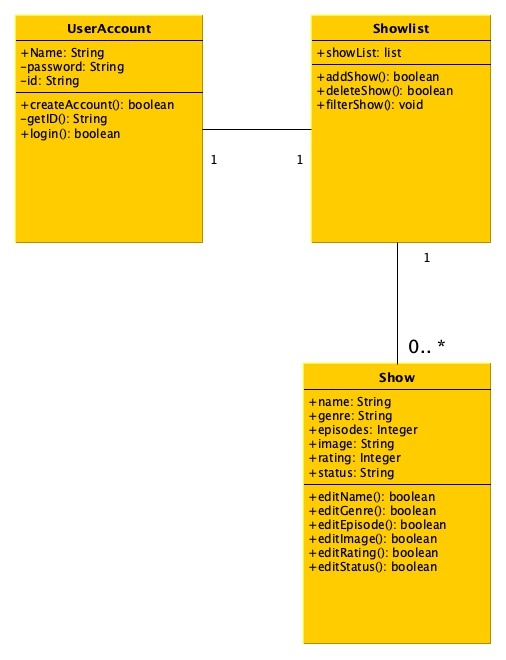 UserAccount
+Name: String
-password: String
-id: String
+createAccount(): boolean
-getID(): String
+login(): boolean
Showlist
+showList: list
+addShow(): boolean
+deleteShow(): boolean
+filterShow(): void
1
1
1
0.. *
Show
+name: String
+genre: String
+episodes: Integer
+image: String
+rating: Integer
+status: String
+editName(): boolean
+editGenre(): boolean
+editEpisode(): boolean
+editImage(): boolean
+editRating(): boolean
+editStatus(): boolean